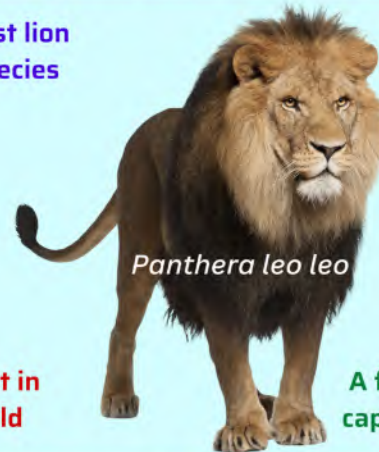 st lion
ecies
Panthera leo leo
t in
ld
A f
cap